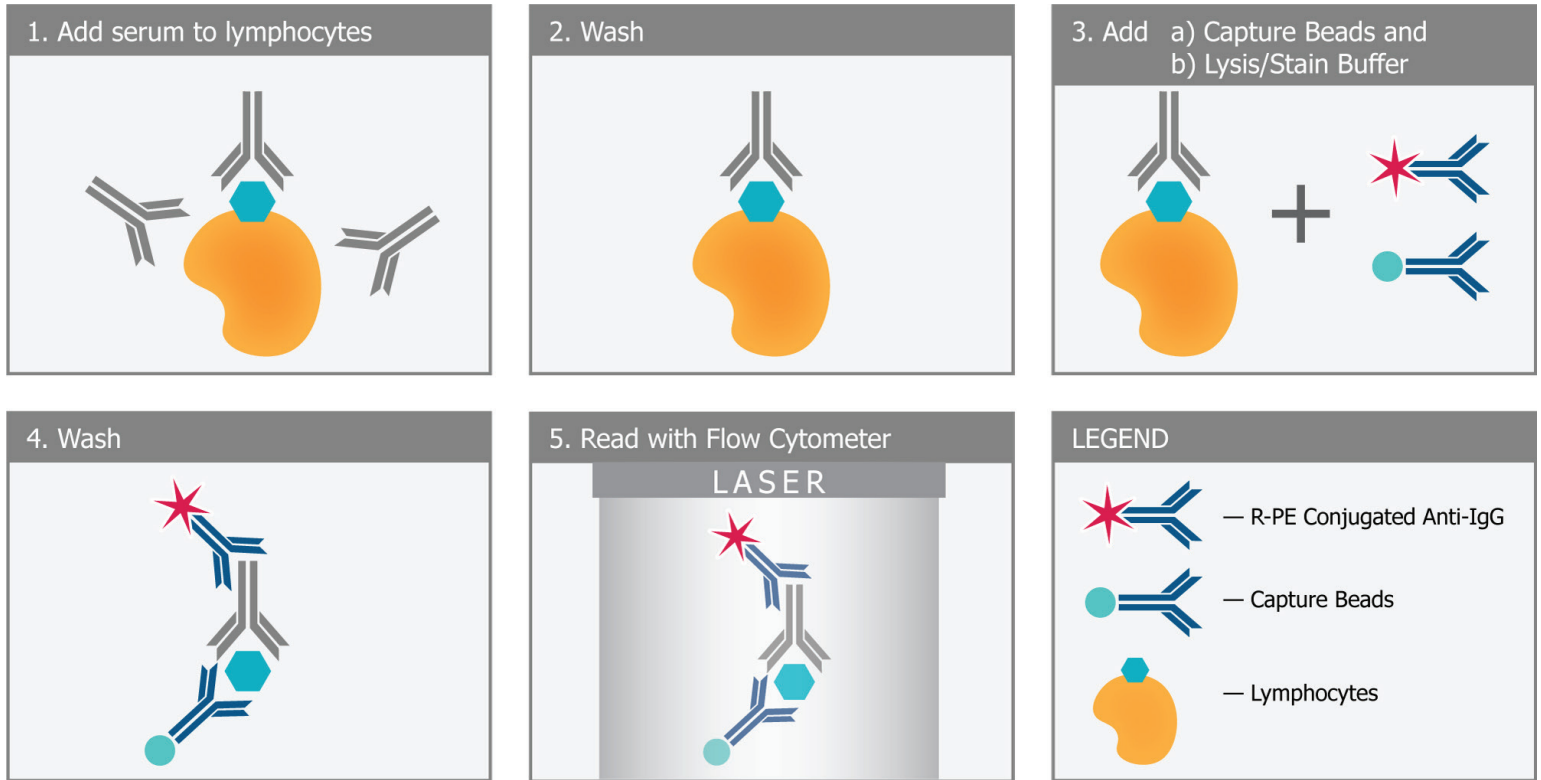 1. Add serum to lymphocytes
2. Wash
3. Add a) Capture Beads and
b) Lysis/Stain Buffer
4. Wash
5. Read with Flow Cytometer
LASER
LEGEND
— R-PE Conjugated Anti-IgG
— Capture Beads
— Lymphocytes